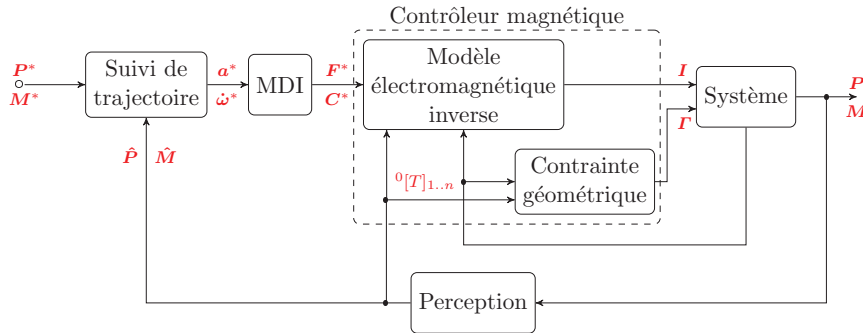 Contrôleur magnétique
P*
M*
Suivi de
trajectoire
a*
ω̇*
MDI
F*
C*
Modèle
électromagnétique
inverse
I
Γ
Système
P
M
P̂ M̂
⁰[T]₁..ₙ
Contrainte
géométrique
Perception